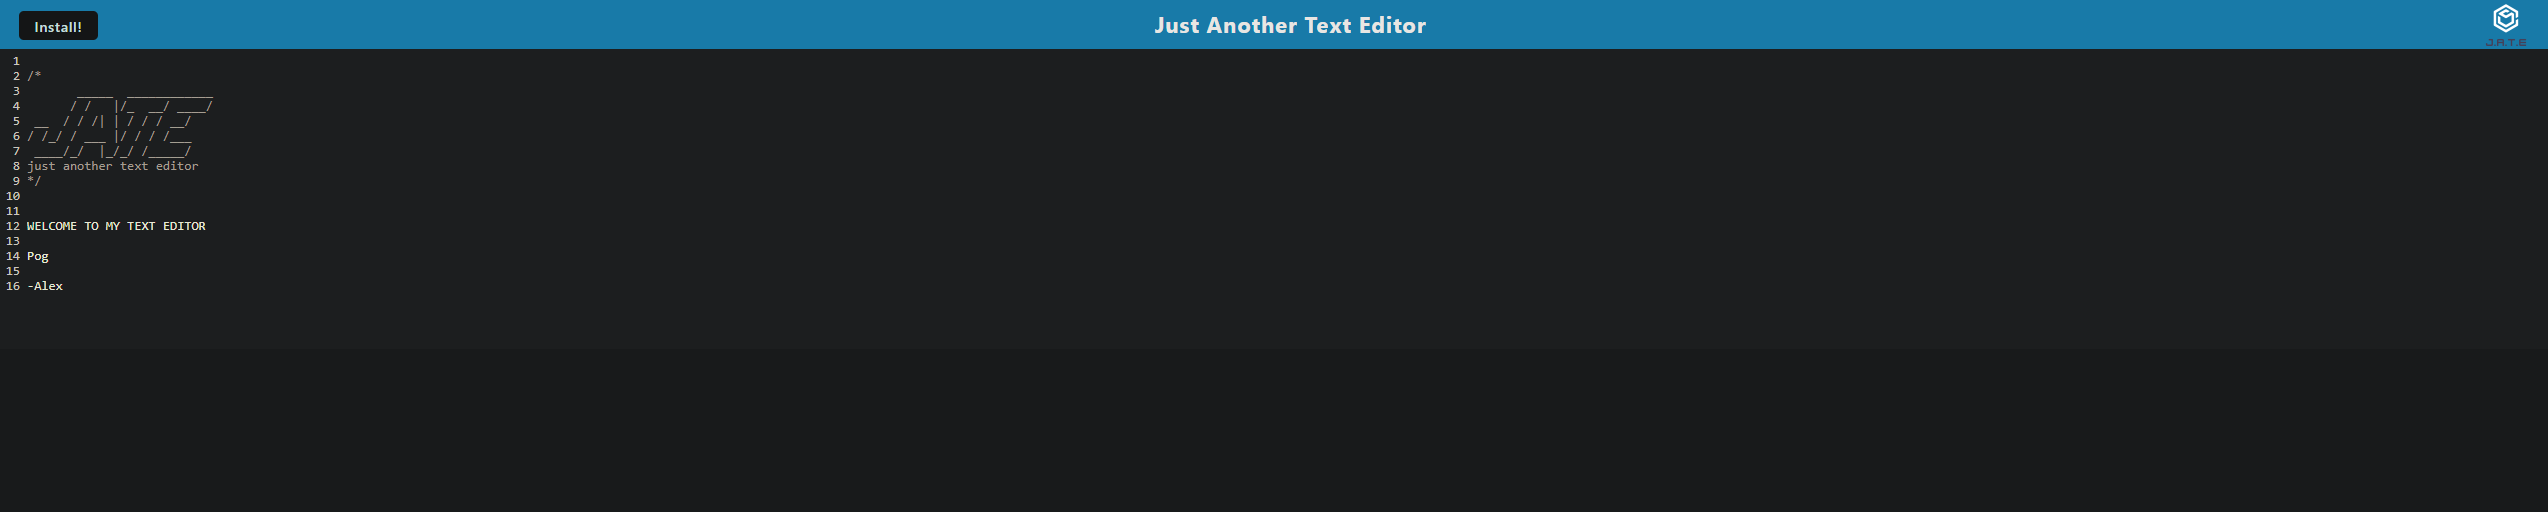 Install!
Just Another Text Editor
J.A.T.E
1
2 /*
3        _____  ____________
4       / /   |/_  __/ ____/
5  __  / / /| | / / / __/
6 / /_/ / ___ |/ / / /___
7  ____/_/  |_/_/ /_____/
8 just another text editor
9 */
10
11
12 WELCOME TO MY TEXT EDITOR
13
14 Pog
15
16 -Alex